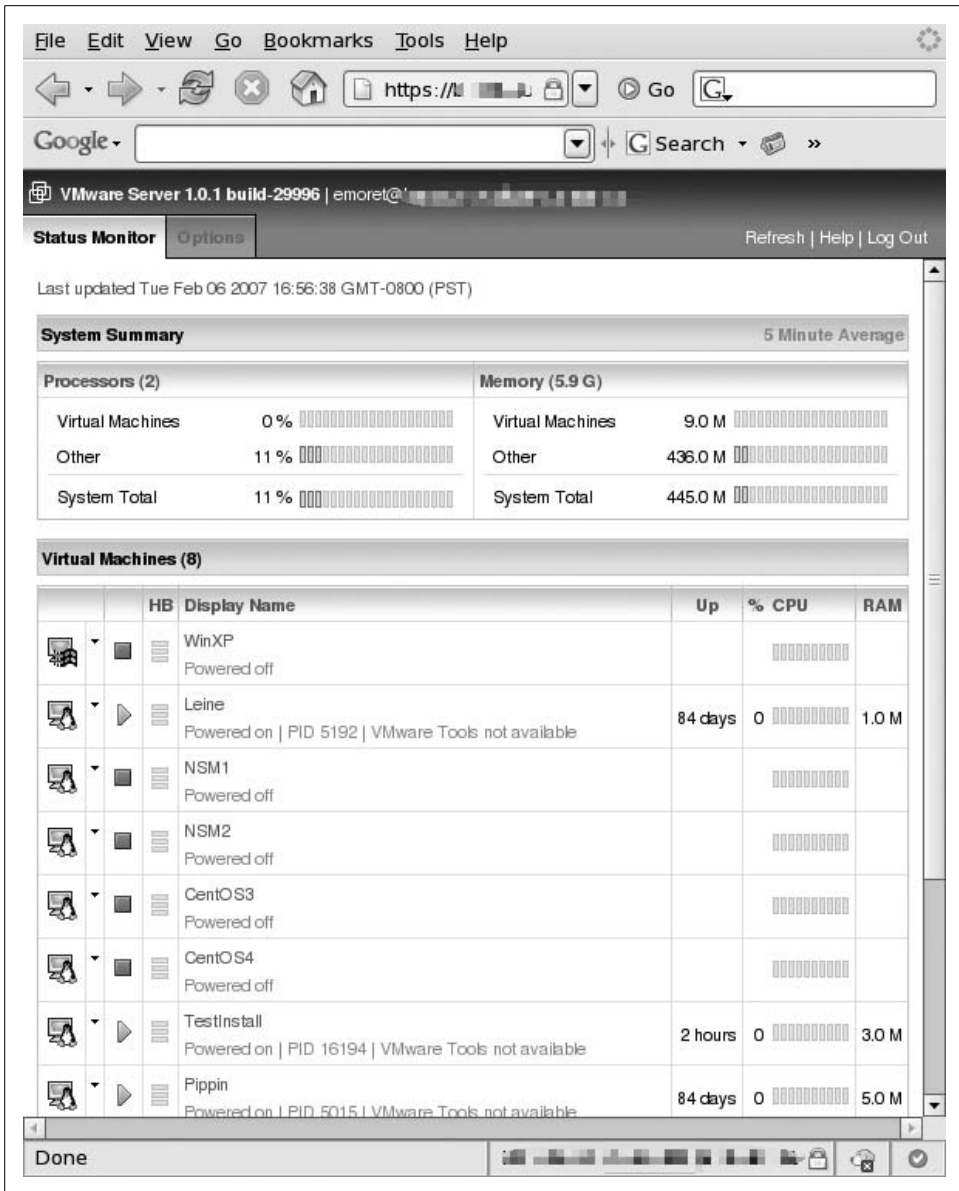 File Edit View Go Bookmarks Tools Help
https:// Go G
Google G Search »
VMware Server 1.0.1 build-29996 | emoret@
Status Monitor Options Refresh | Help | Log Out
Last updated Tue Feb 06 2007 16:56:38 GMT-0800 (PST)
System Summary 5 Minute Average
Processors (2) Memory (5.9 G)
Virtual Machines 0 % Virtual Machines 9.0 M
Other 11 % Other 436.0 M
System Total 11 % System Total 445.0 M
Virtual Machines (8)
HB Display Name Up % CPU RAM
WinXP
Powered off
Leine
Powered on | PID 5192 | VMware Tools not available
84 days 0 1.0 M
NSM1
Powered off
NSM2
Powered off
CentOS3
Powered off
CentOS4
Powered off
TestInstall
Powered on | PID 16194 | VMware Tools not available
2 hours 0 3.0 M
Pippin
Powered on | PID 5015 | VMware Tools not available
84 days 0 5.0 M
Done